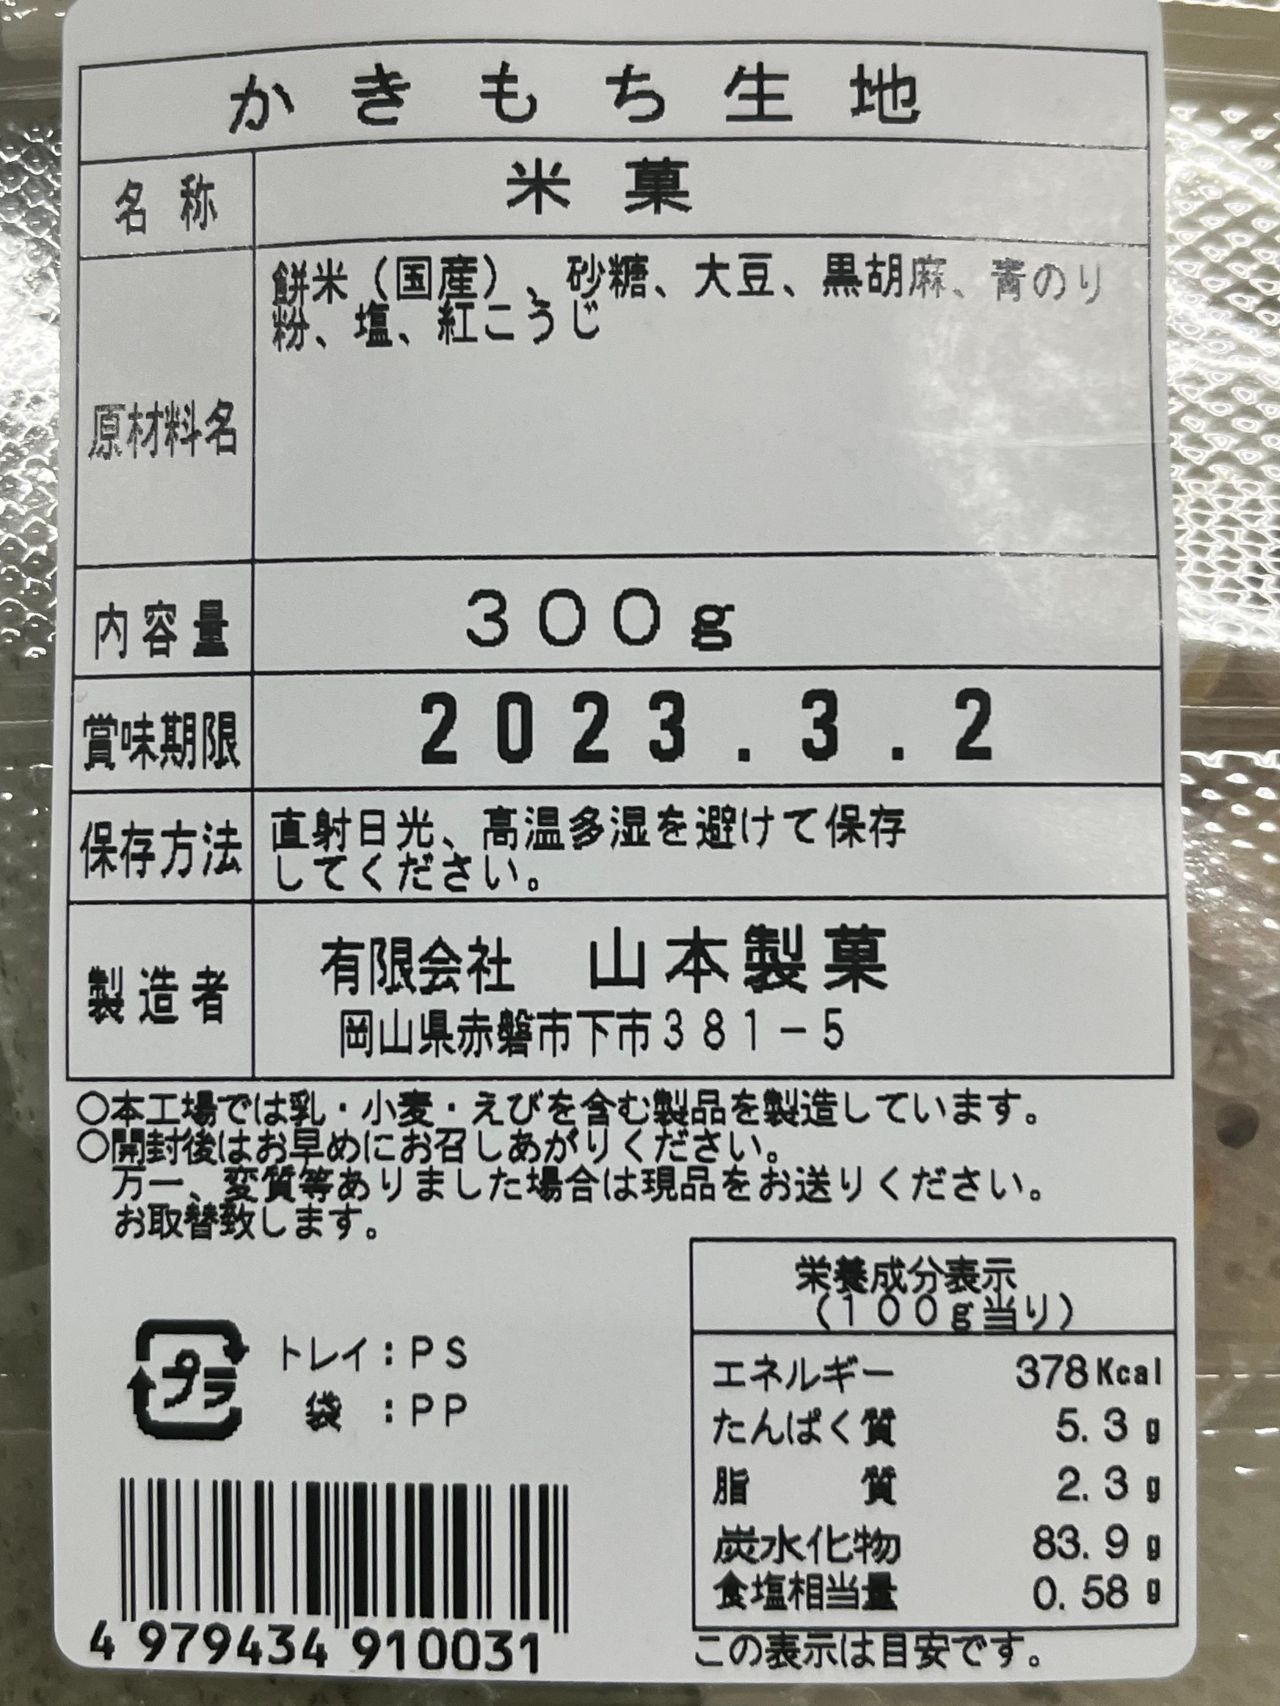 かきもち生地
名称 米菓
原材料名 餅米（国産）、砂糖、大豆、黒胡麻、青のり
粉、塩、紅こうじ
内容量 300g
賞味期限 2023.3.2
保存方法 直射日光、高温多湿を避けて保存
してください。
製造者 有限会社 山本製菓
岡山県赤磐市下市381-5
○本工場では乳・小麦・えびを含む製品を製造しています。
○開封後はお早めにお召しあがりください。
万一、変質等ありました場合は現品をお送りください。
お取替致します。
プラ
トレイ：PS
袋 ：PP
4 979434 910031
栄養成分表示
（100g当り）
エネルギー 378Kcal
たんぱく質 5.3g
脂質 2.3g
炭水化物 83.9g
食塩相当量 0.58g
この表示は目安です。